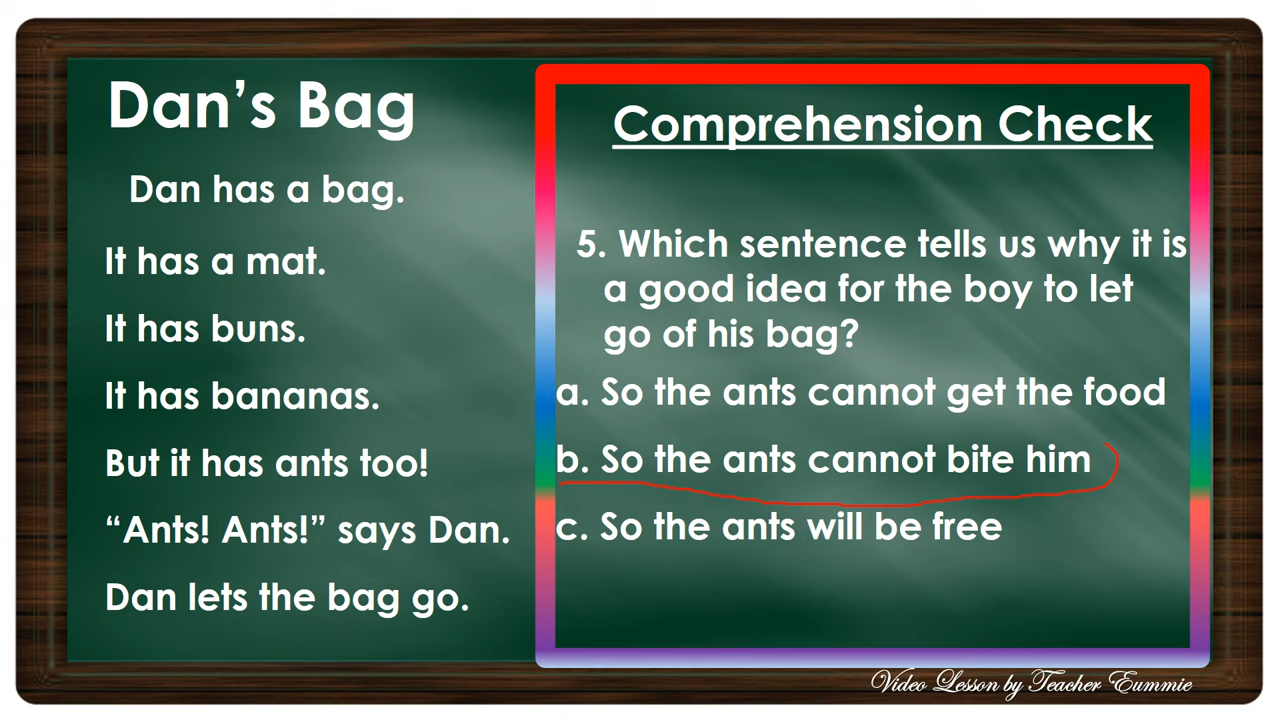 Dan’s Bag
Dan has a bag.
It has a mat.
It has buns.
It has bananas.
But it has ants too!
“Ants! Ants!” says Dan.
Dan lets the bag go.
Comprehension Check
5. Which sentence tells us why it is
a good idea for the boy to let
go of his bag?
a. So the ants cannot get the food
b. So the ants cannot bite him
c. So the ants will be free
Video Lesson by Teacher Eummie